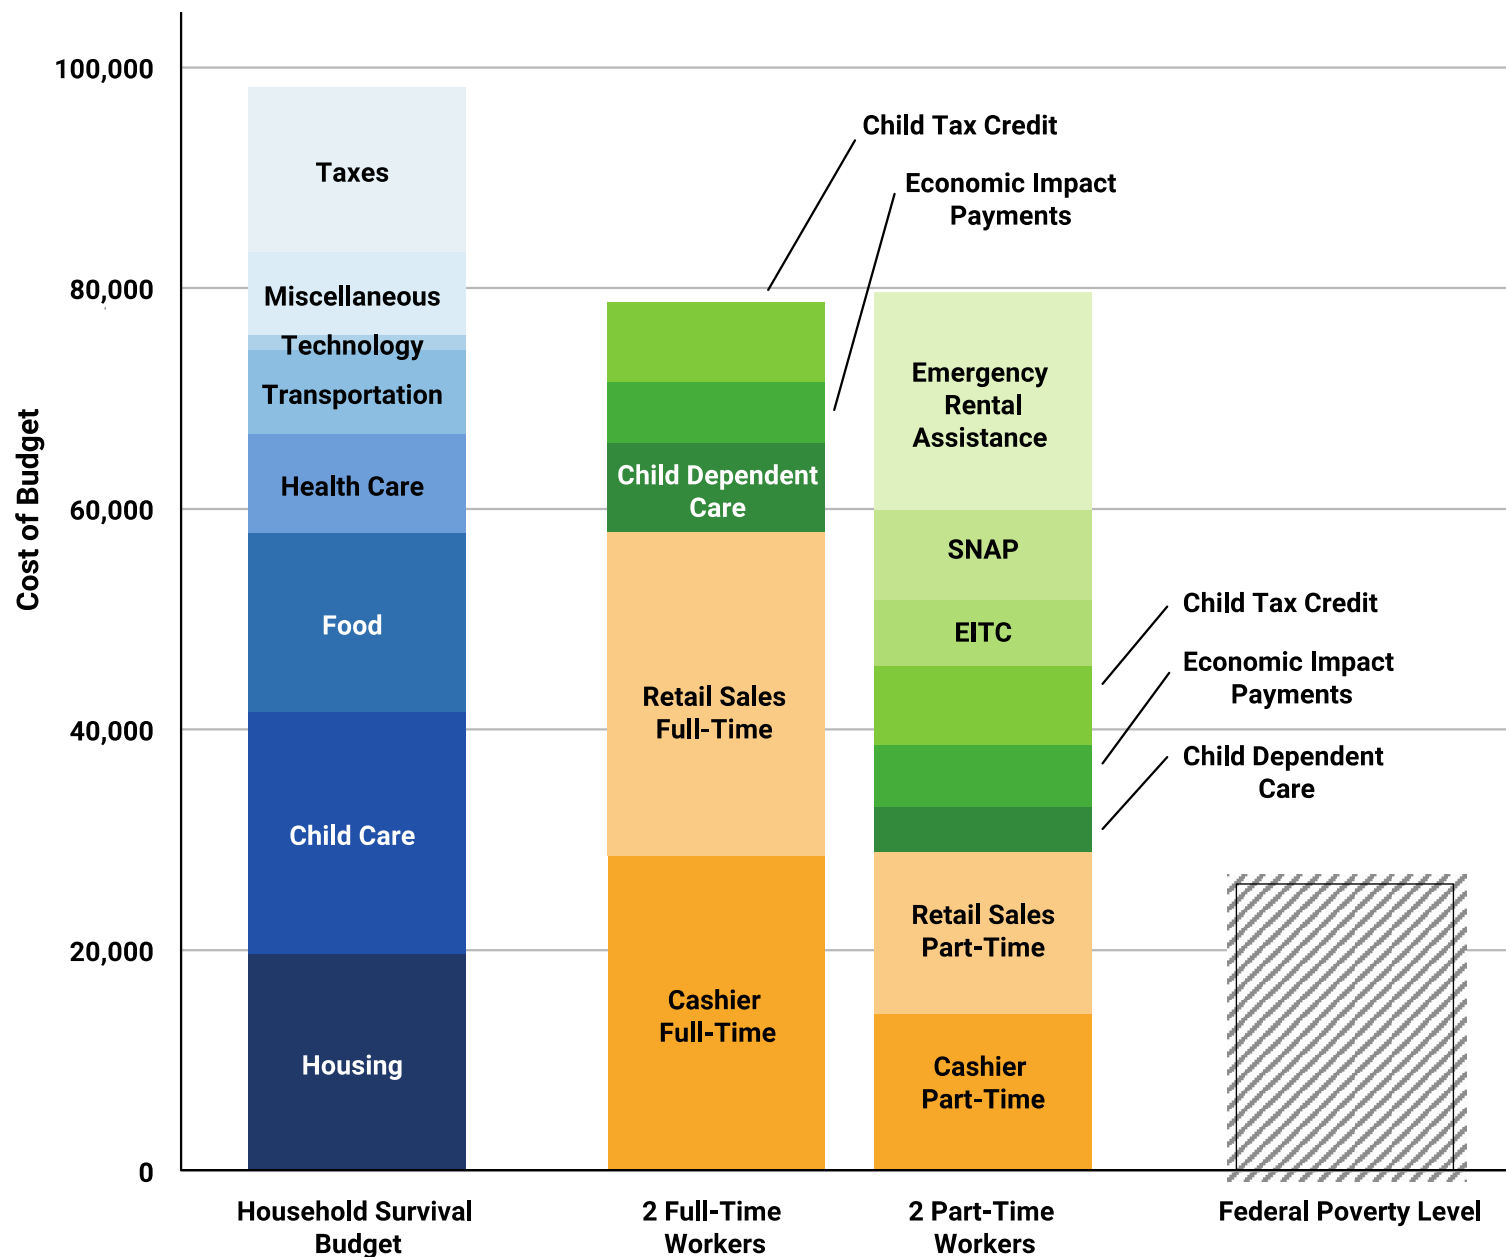 Cost of Budget
100,000
80,000
60,000
40,000
20,000
0
Taxes
Miscellaneous
Technology
Transportation
Health Care
Food
Child Care
Housing
Child Tax Credit
Economic Impact
Payments
Child Dependent
Care
Retail Sales
Full-Time
Cashier
Full-Time
Emergency
Rental
Assistance
SNAP
EITC
Child Tax Credit
Economic Impact
Payments
Child Dependent
Care
Retail Sales
Part-Time
Cashier
Part-Time
Household Survival
Budget
2 Full-Time
Workers
2 Part-Time
Workers
Federal Poverty Level